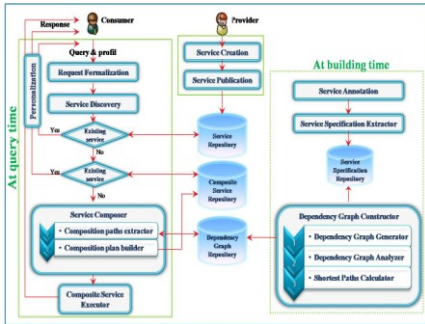 Response
Consumer
Provider
Query & profil
Personalization
Request Formalization
Service Discovery
Yes
Existing
service
No
Yes
Existing
service
No
Service Composer
• Composition paths extractor
• Composition plan builder
Composite Service
Executor
At query time
Service Creation
Service Publication
Service
Repository
Composite
Service
Repository
Dependency
Graph
Repository
At building time
Service Annotation
Service Specification Extractor
Service
Specification
Repository
Dependency Graph Constructor
• Dependency Graph Generator
• Dependency Graph Analyzer
• Shortest Paths Calculator